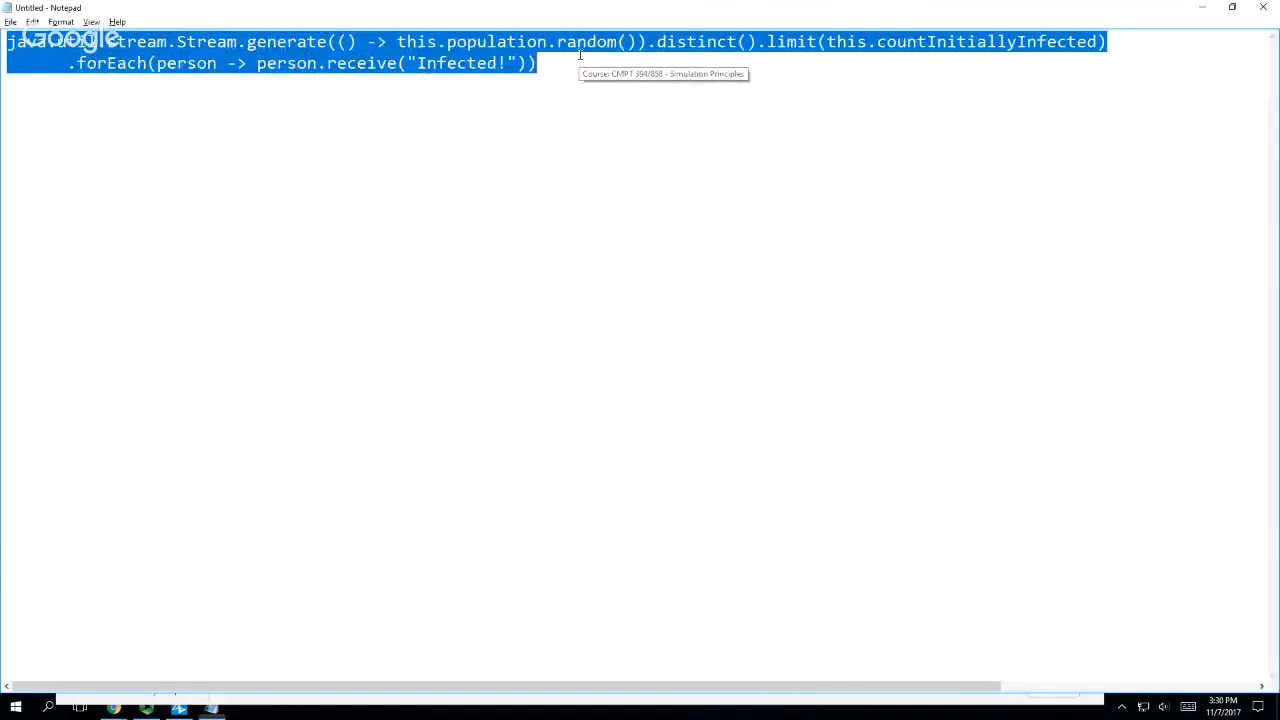 Untitled - Notepad
File Edit Format View Help
Google
java.util.stream.Stream.generate(() -> this.population.random()).distinct().limit(this.countInitiallyInfected)
.forEach(person -> person.receive("Infected!"))
Course: CMPT 394/858 - Simulation Principles
3:30 PM
11/7/2017